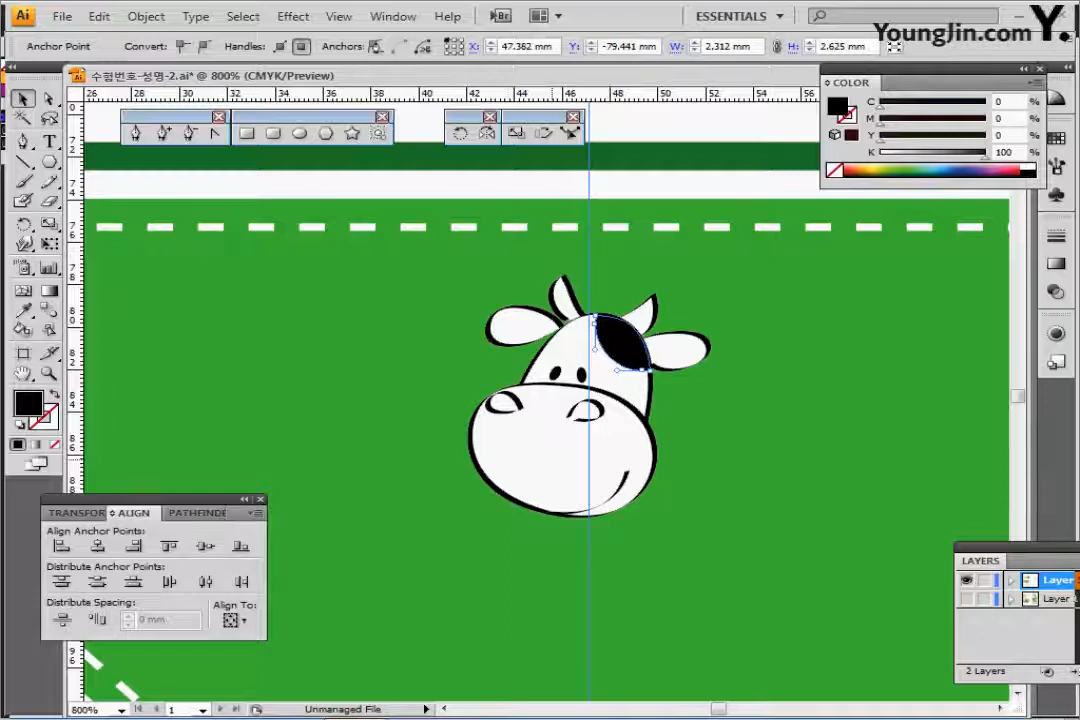 Ai File Edit Object Type Select Effect View Window Help Br ESSENTIALS
YoungJin.com Y.
Anchor Point Convert: Handles: Anchors: X: 47.362 mm Y: -79.441 mm W: 2.312 mm H: 2.625 mm
수험번호-성명-2.ai* @ 800% (CMYK/Preview)
COLOR
26 28 30 32 34 36 38 40 42 44 46 48 50 52 54 56
C 0 %
M 0 %
Y 0 %
K 100 %
TRANSFOR ALIGN PATHFINDE
Align Anchor Points:
Distribute Anchor Points:
Distribute Spacing: Align To:
0 mm
LAYERS
Layer
Layer
2 Layers
800% 1 Unmanaged File